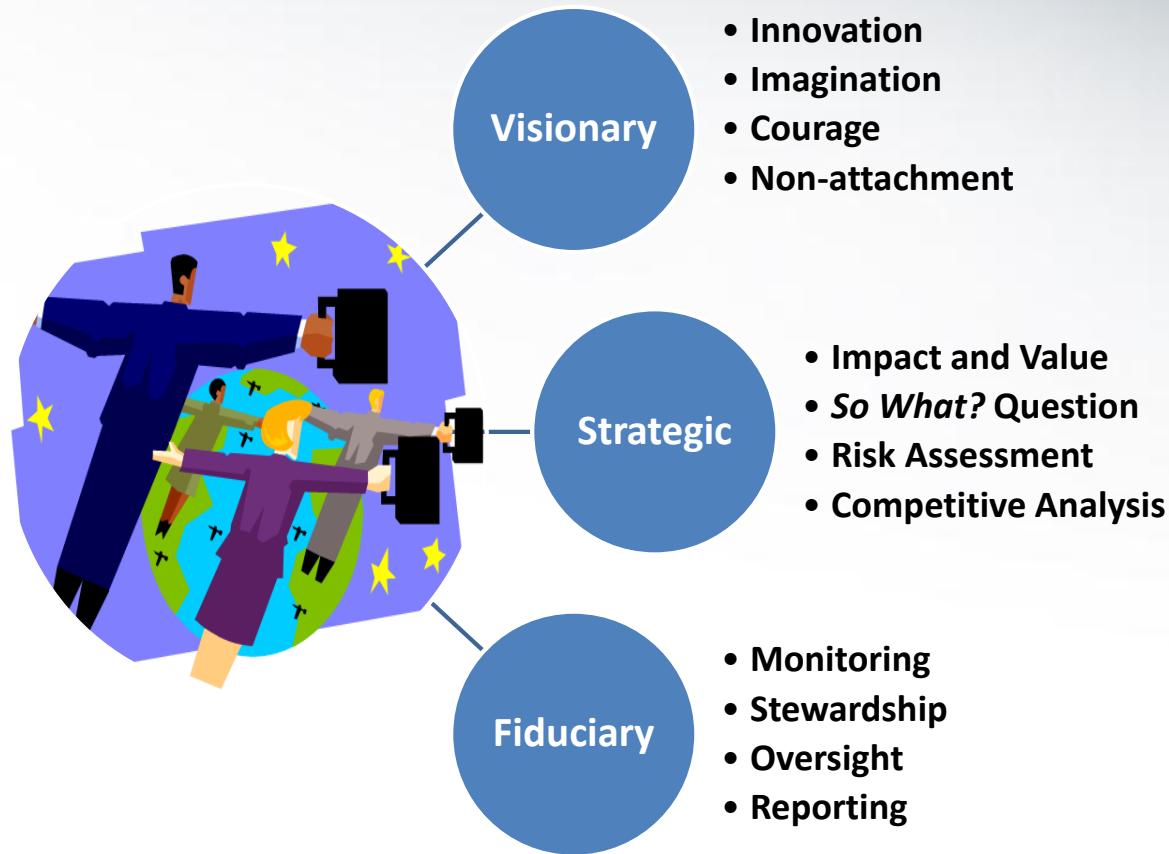 Visionary
• Innovation
• Imagination
• Courage
• Non-attachment
Strategic
• Impact and Value
• So What? Question
• Risk Assessment
• Competitive Analysis
Fiduciary
• Monitoring
• Stewardship
• Oversight
• Reporting